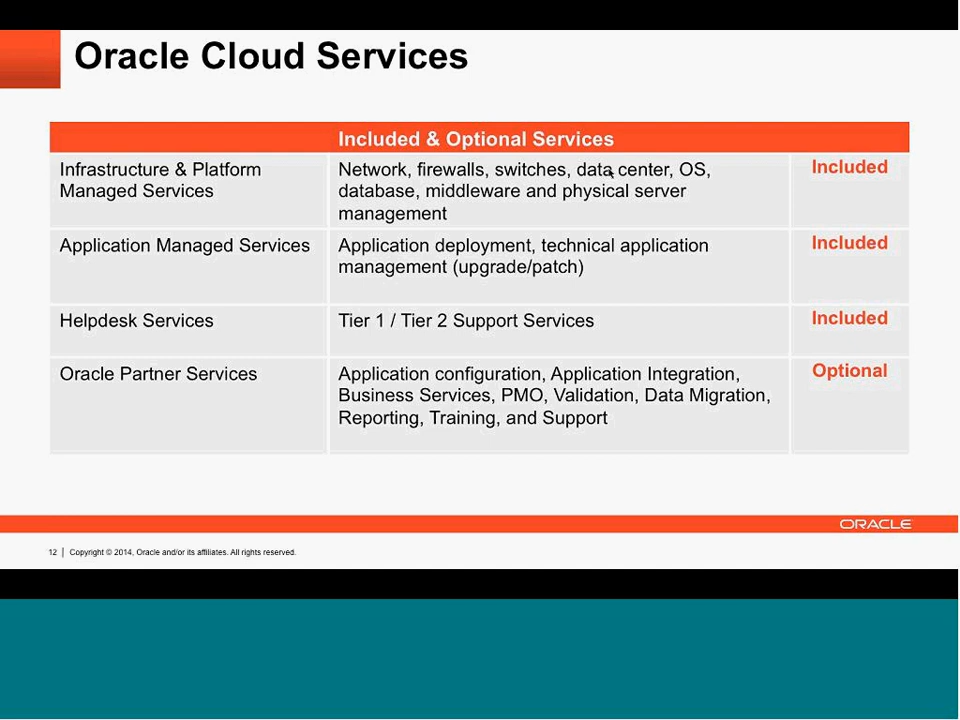 Oracle Cloud Services
Included & Optional Services
Infrastructure & Platform
Managed Services
Network, firewalls, switches, data center, OS,
database, middleware and physical server
management
Included
Application Managed Services
Application deployment, technical application
management (upgrade/patch)
Included
Helpdesk Services
Tier 1 / Tier 2 Support Services
Included
Oracle Partner Services
Application configuration, Application Integration,
Business Services, PMO, Validation, Data Migration,
Reporting, Training, and Support
Optional
ORACLE
12 | Copyright © 2014, Oracle and/or its affiliates. All rights reserved.